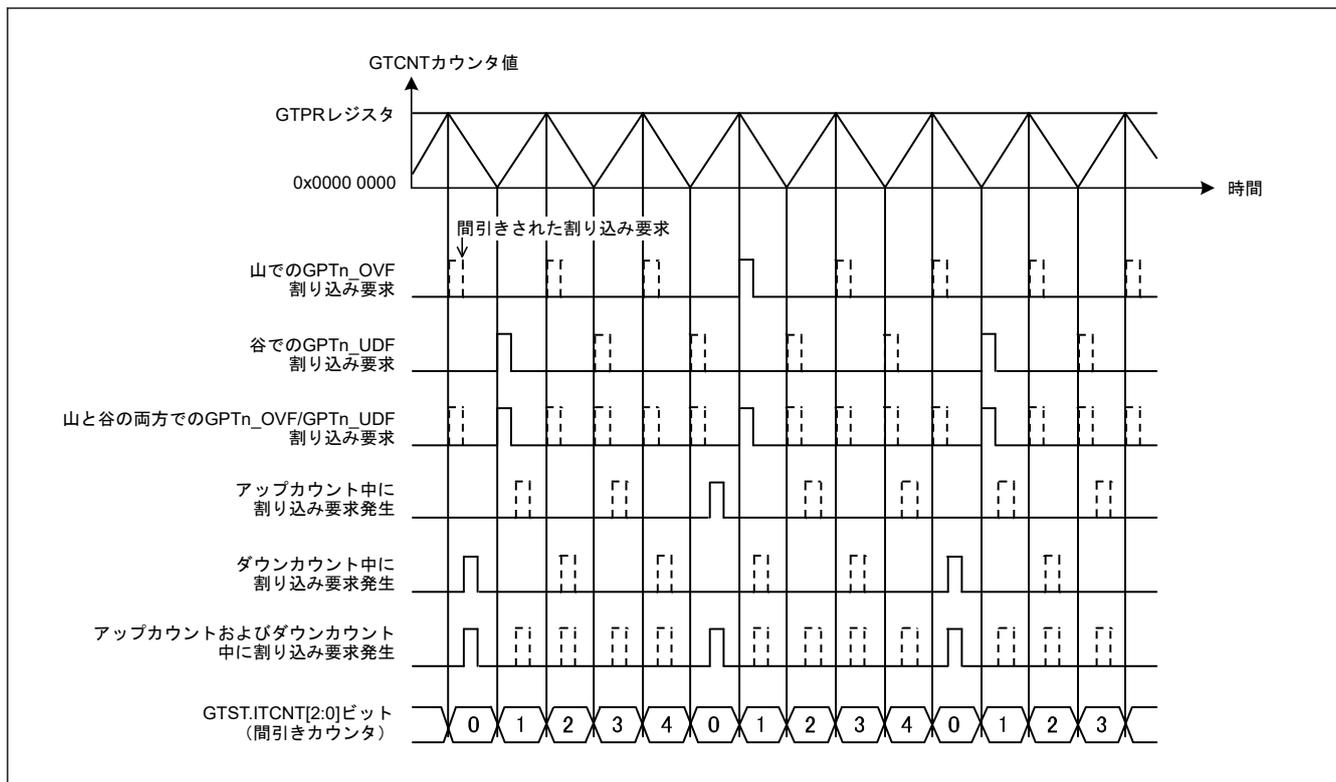 GTCNTカウンタ値
GTPRレジスタ
0x0000 0000
時間
間引きされた割り込み要求
山でのGPTn_OVF
割り込み要求
谷でのGPTn_UDF
割り込み要求
山と谷の両方でのGPTn_OVF/GPTn_UDF
割り込み要求
アップカウント中に
割り込み要求発生
ダウンカウント中に
割り込み要求発生
アップカウントおよびダウンカウント
中に割り込み要求発生
GTST.ITCNT[2:0]ビット
（間引きカウンタ）
0 1 2 3 4 0 1 2 3 4 0 1 2 3